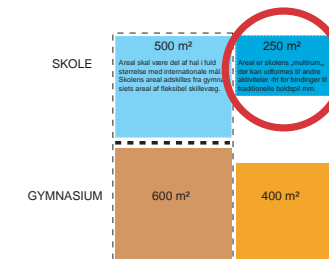 SKOLE
500 m²
Areal skal være del af hal i fuld
størrelse med internationale mål.
Skolens areal adskilles fra gymna-
siets areal af fleksibel skillevæg.
250 m²
Areal er skolens „multirum„,
der kan udformes til andre
aktiviteter -fri for bindinger til
traditionelle boldspil mm.
GYMNASIUM
600 m²
400 m²